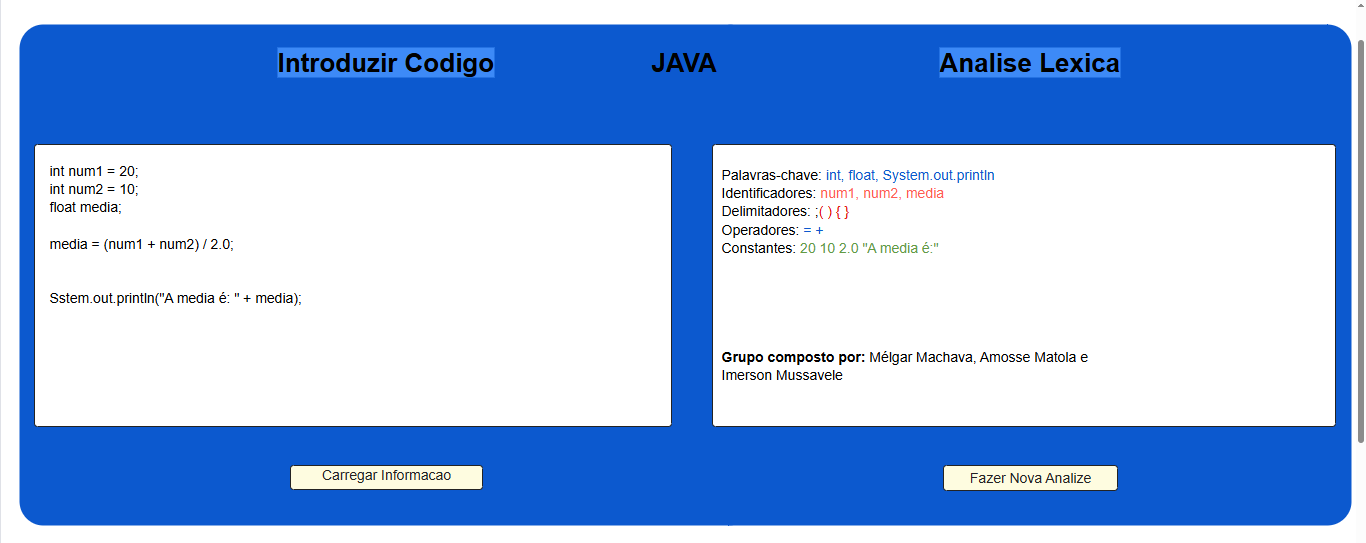 Introduzir Codigo
JAVA
Analise Lexica
int num1 = 20;
int num2 = 10;
float media;
media = (num1 + num2) / 2.0;
Sstem.out.println("A media é: " + media);
Palavras-chave: int, float, System.out.println
Identificadores: num1, num2, media
Delimitadores: ;( ) { }
Operadores: = +
Constantes: 20 10 2.0 "A media é:"
Grupo composto por: Mélgar Machava, Amosse Matola e
Imerson Mussavele
Carregar Informacao
Fazer Nova Analize